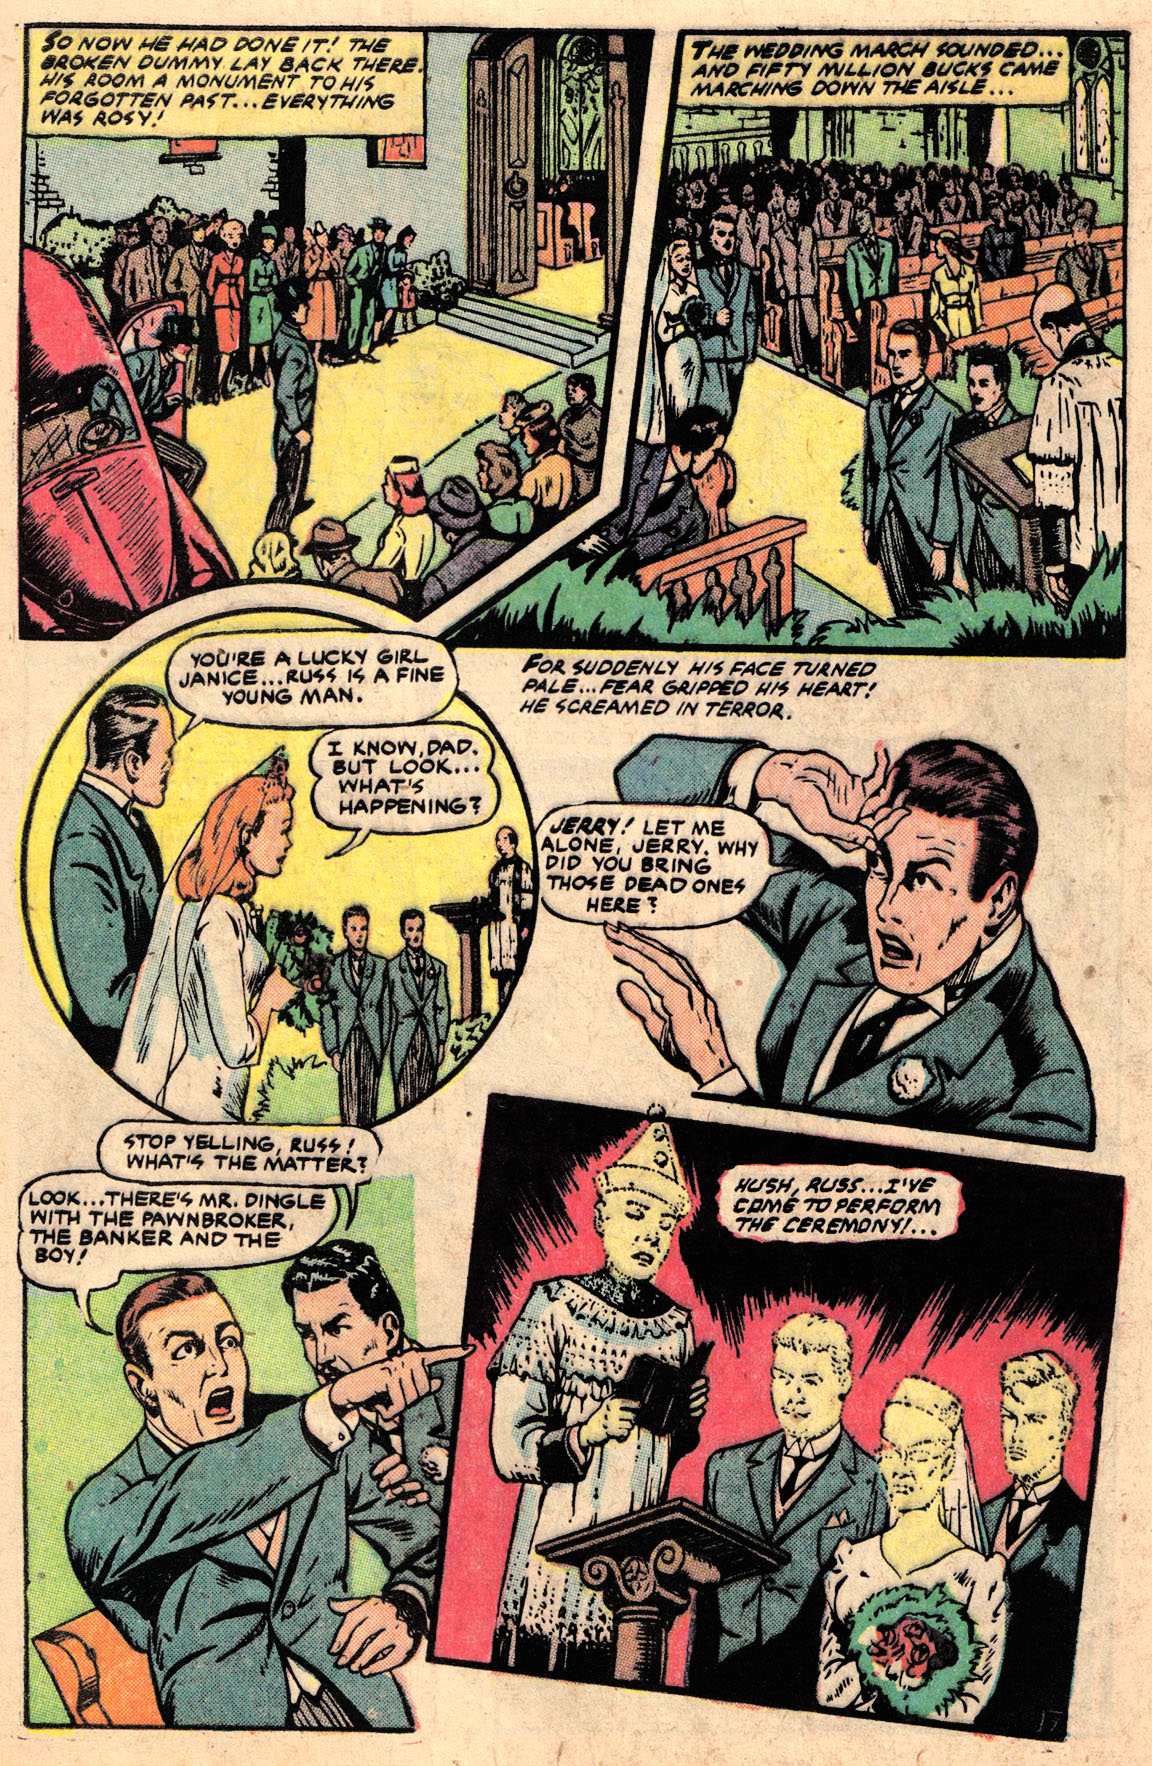 SO NOW HE HAD DONE IT! THE
BROKEN DUMMY LAY BACK THERE.
HIS ROOM A MONUMENT TO HIS
FORGOTTEN PAST...EVERYTHING
WAS ROSY!
THE WEDDING MARCH SOUNDED...
AND FIFTY MILLION BUCKS CAME
MARCHING DOWN THE AISLE...
YOU'RE A LUCKY GIRL
JANICE...RUSS IS A FINE
YOUNG MAN.
I KNOW, DAD.
BUT LOOK...
WHAT'S
HAPPENING?
FOR SUDDENLY HIS FACE TURNED
PALE...FEAR GRIPPED HIS HEART!
HE SCREAMED IN TERROR.
JERRY! LET ME
ALONE, JERRY. WHY
DID YOU BRING
THOSE DEAD ONES
HERE?
STOP YELLING, RUSS!
WHAT'S THE MATTER?
LOOK...THERE'S MR. DINGLE
WITH THE PAWNBROKER,
THE BANKER AND THE
BOY!
HUSH, RUSS...I'VE
COME TO PERFORM
THE CEREMONY!...
17